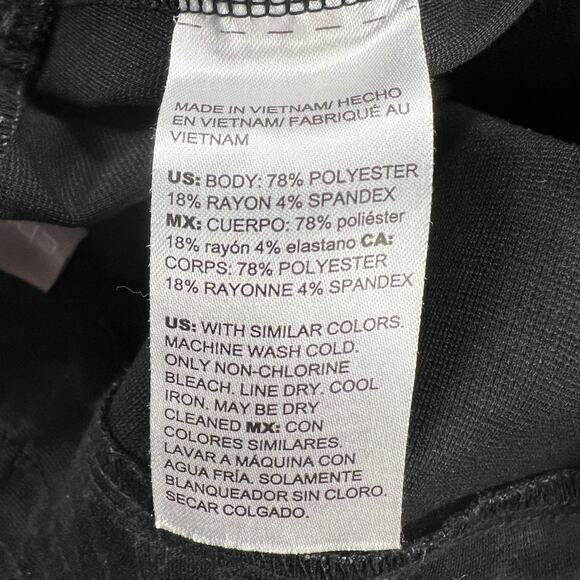 MADE IN VIETNAM/ HECHO
EN VIETNAM/ FABRIQUÉ AU
VIETNAM
US: BODY: 78% POLYESTER
18% RAYON 4% SPANDEX
MX: CUERPO: 78% poliéster
18% rayón 4% elastano CA:
CORPS: 78% POLYESTER
18% RAYONNE 4% SPANDEX
US: WITH SIMILAR COLORS.
MACHINE WASH COLD.
ONLY NON-CHLORINE
BLEACH. LINE DRY. COOL
IRON. MAY BE DRY
CLEANED MX: CON
COLORES SIMILARES.
LAVAR A MÁQUINA CON
AGUA FRÍA. SOLAMENTE
BLANQUEADOR SIN CLORO.
SECAR COLGADO.